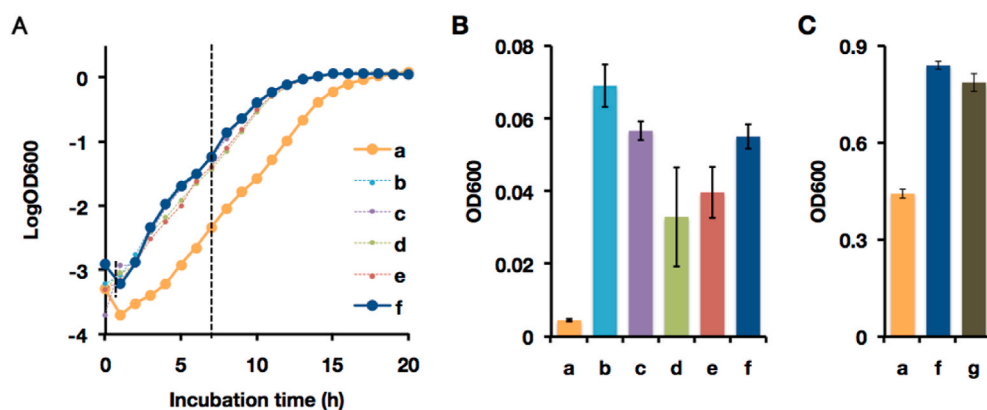 A
LogOD600
0
-1
-2
-3
-4
0 5 10 15 20
Incubation time (h)
a
b
c
d
e
f
B
OD600
0.08
0.06
0.04
0.02
0
a b c d e f
C
OD600
0.9
0.6
0.3
0
a f g